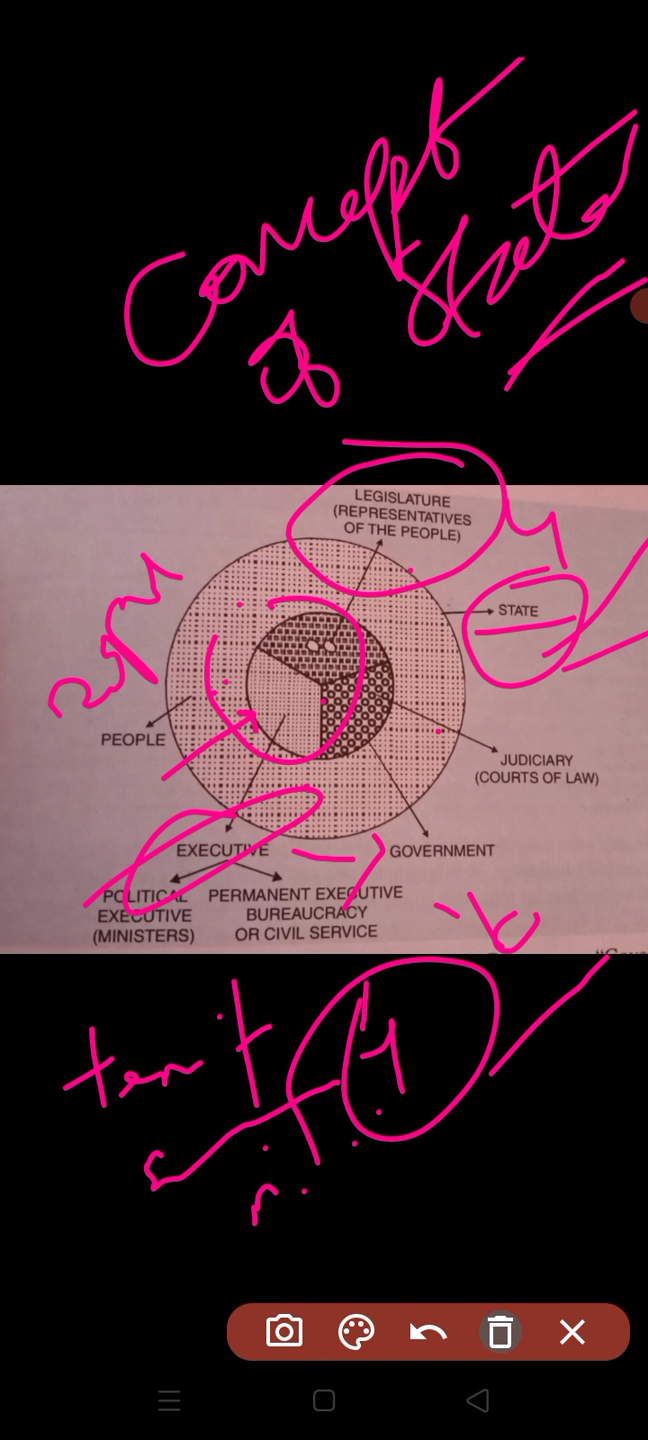 Concept
of State
LEGISLATURE
(REPRESENTATIVES
OF THE PEOPLE)
STATE
PEOPLE
JUDICIARY
(COURTS OF LAW)
EXECUTIVE
GOVERNMENT
POLITICAL
EXECUTIVE
(MINISTERS)
PERMANENT EXECUTIVE
BUREAUCRACY
OR CIVIL SERVICE